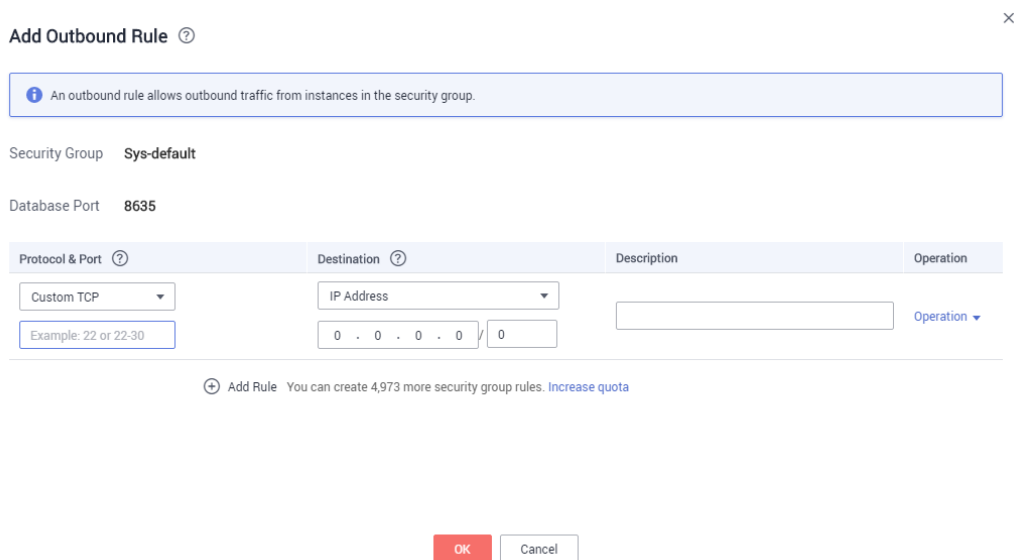 Add Outbound Rule ?
An outbound rule allows outbound traffic from instances in the security group.
Security Group Sys-default
Database Port 8635
Protocol & Port ? Destination ? Description Operation
Custom TCP IP Address
Operation
Example: 22 or 22-30 0 . 0 . 0 . 0 / 0
Add Rule You can create 4,973 more security group rules. Increase quota
OK Cancel